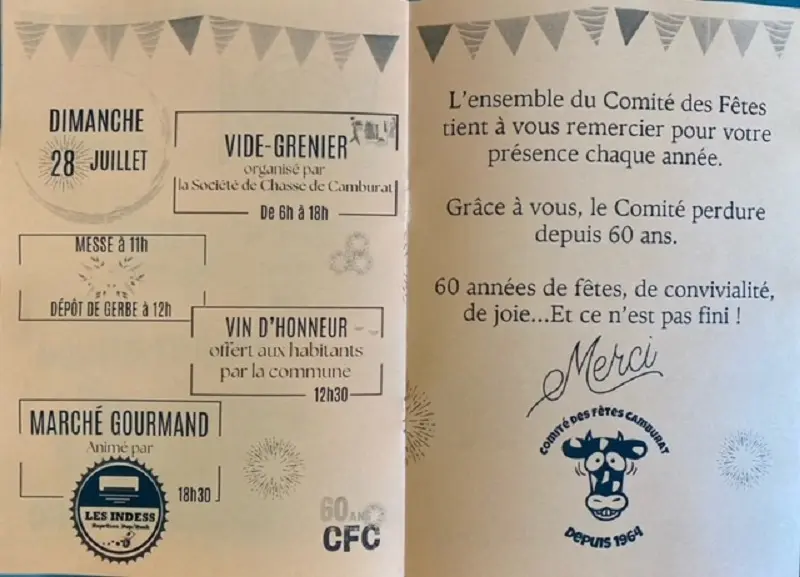 DIMANCHE
28 JUILLET
VIDE-GRENIER
organisé par
la Société de Chasse de Camburat
De 6h à 18h
MESSE à 11h
DÉPÔT DE GERBE à 12h
VIN D'HONNEUR
offert aux habitants
par la commune
12h30
MARCHÉ GOURMAND
Animé par
LES INDESS
18h30
60 ANS
CFC
L'ensemble du Comité des Fêtes
tient à vous remercier pour votre
présence chaque année.
Grâce à vous, le Comité perdure
depuis 60 ans.
60 années de fêtes, de convivialité,
de joie...Et ce n'est pas fini !
Merci
COMITÉ DES FÊTES CAMBURAT
DEPUIS 1964